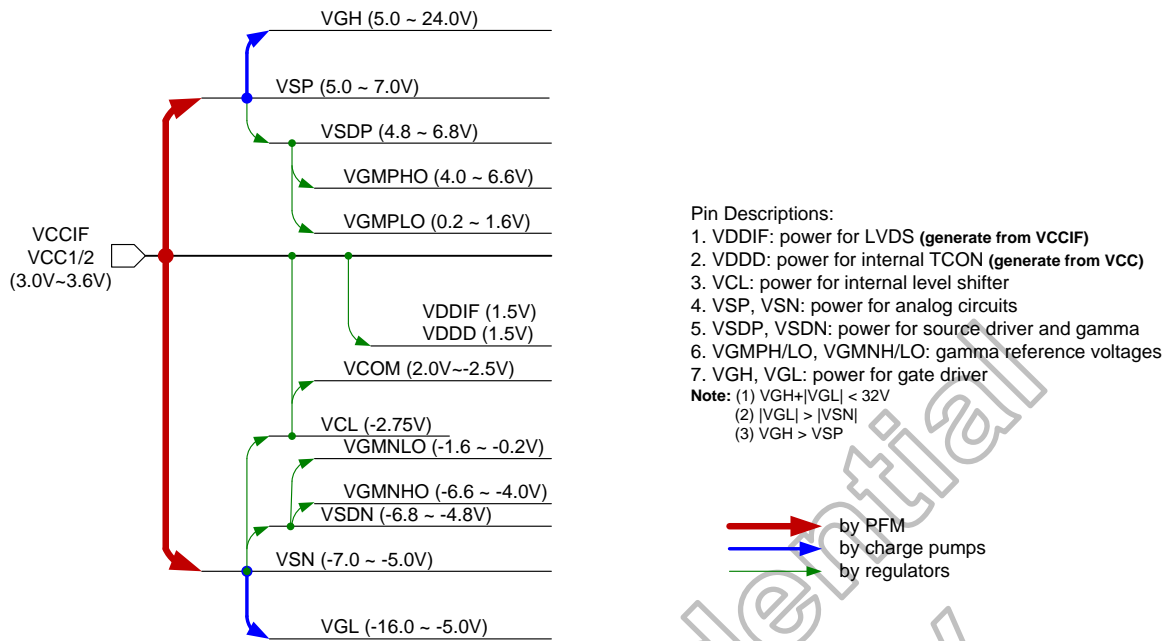 VGH (5.0 ~ 24.0V)
VSP (5.0 ~ 7.0V)
VSDP (4.8 ~ 6.8V)
VGMPHO (4.0 ~ 6.6V)
VGMPLO (0.2 ~ 1.6V)
VCCIF
VCC1/2
(3.0V~3.6V)
VDDIF (1.5V)
VDDD (1.5V)
VCOM (2.0V~-2.5V)
VCL (-2.75V)
VGMNLO (-1.6 ~ -0.2V)
VGMNHO (-6.6 ~ -4.0V)
VSDN (-6.8 ~ -4.8V)
VSN (-7.0 ~ -5.0V)
VGL (-16.0 ~ -5.0V)
Pin Descriptions:
1. VDDIF: power for LVDS (generate from VCCIF)
2. VDDD: power for internal TCON (generate from VCC)
3. VCL: power for internal level shifter
4. VSP, VSN: power for analog circuits
5. VSDP, VSDN: power for source driver and gamma
6. VGMPH/LO, VGMNH/LO: gamma reference voltages
7. VGH, VGL: power for gate driver
Note: (1) VGH+|VGL| < 32V
(2) |VGL| > |VSN|
(3) VGH > VSP
by PFM
by charge pumps
by regulators